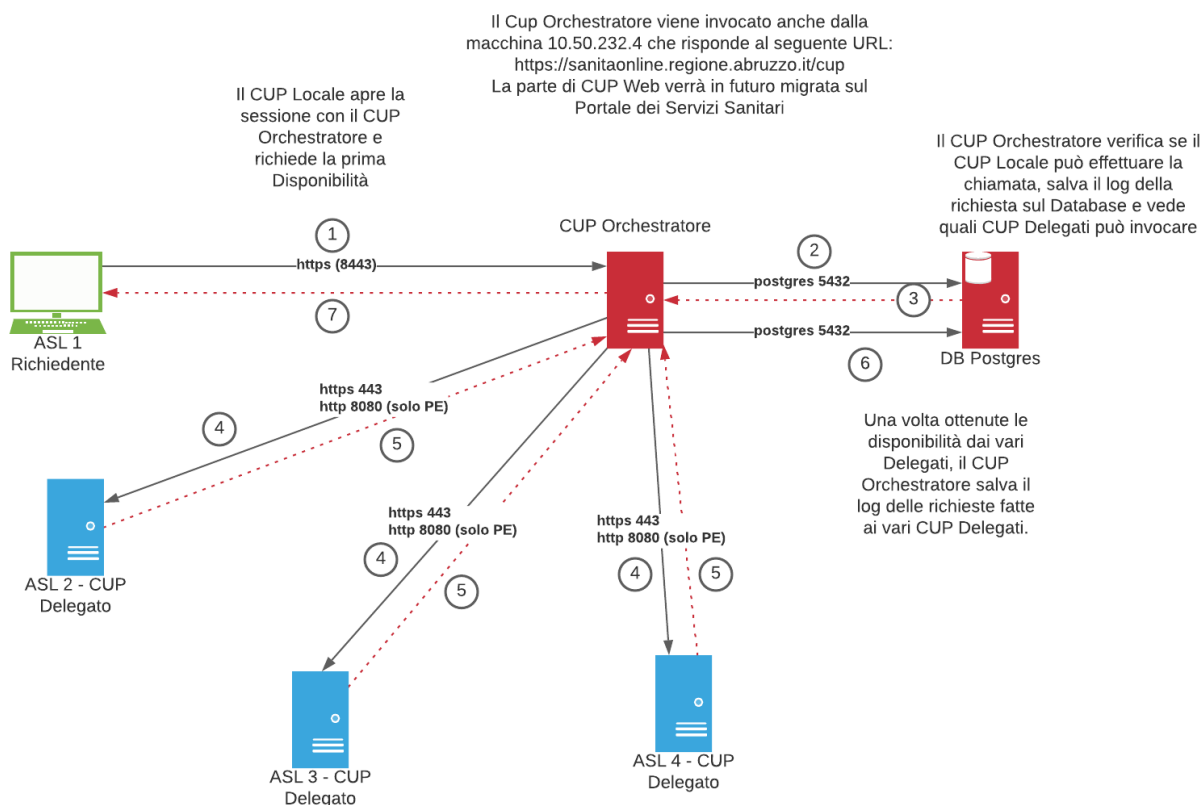 Il Cup Orchestratore viene invocato anche dalla
macchina 10.50.232.4 che risponde al seguente URL:
https://sanitaonline.regione.abruzzo.it/cup
La parte di CUP Web verrà in futuro migrata sul
Portale dei Servizi Sanitari
Il CUP Locale apre la
sessione con il CUP
Orchestratore e
richiede la prima
Disponibilità
Il CUP Orchestratore verifica se il
CUP Locale può effettuare la
chiamata, salva il log della
richiesta sul Database e vede
quali CUP Delegati può invocare
CUP Orchestratore
1
https (8443)
7
2
postgres 5432
3
postgres 5432
6
ASL 1
Richiedente
DB Postgres
https 443
http 8080 (solo PE)
4
5
Una volta ottenute le
disponibilità dai vari
Delegati, il CUP
Orchestratore salva il
log delle richieste fatte
ai vari CUP Delegati.
https 443
http 8080 (solo PE)
4
5
https 443
http 8080 (solo PE)
4
5
ASL 2 - CUP
Delegato
ASL 3 - CUP
Delegato
ASL 4 - CUP
Delegato